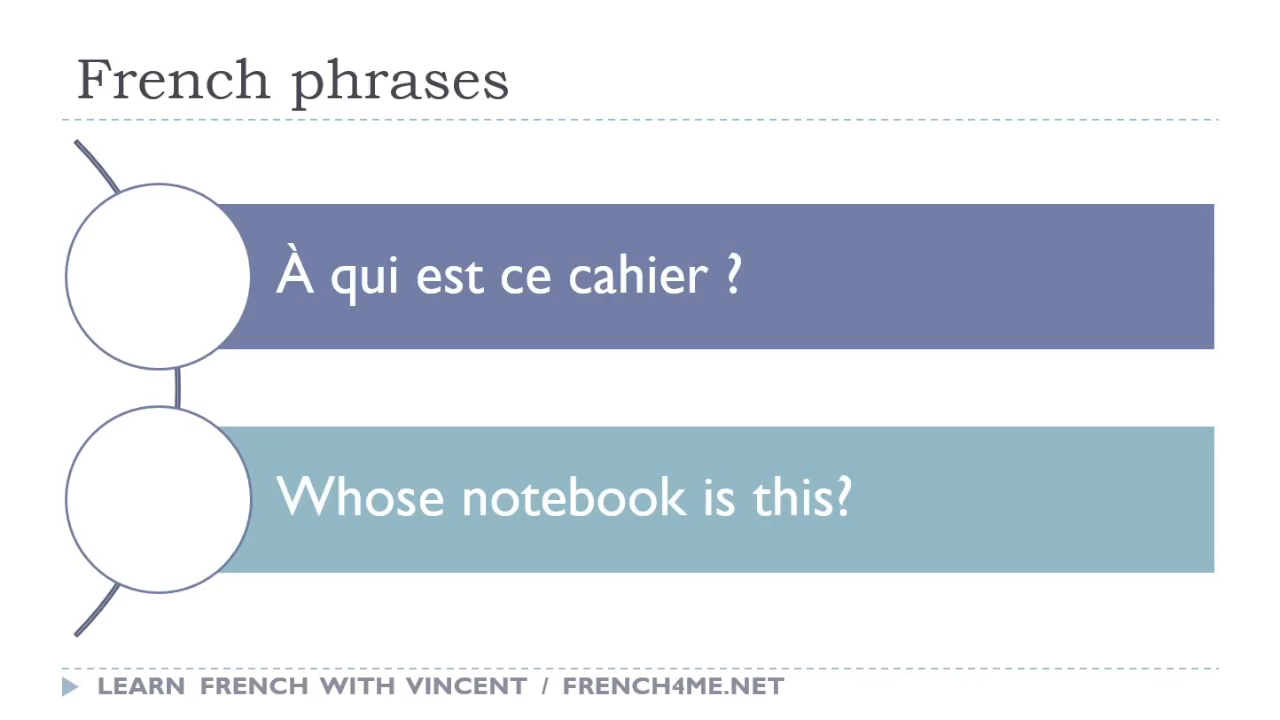 French phrases
À qui est ce cahier ?
Whose notebook is this?
LEARN FRENCH WITH VINCENT / FRENCH4ME.NET